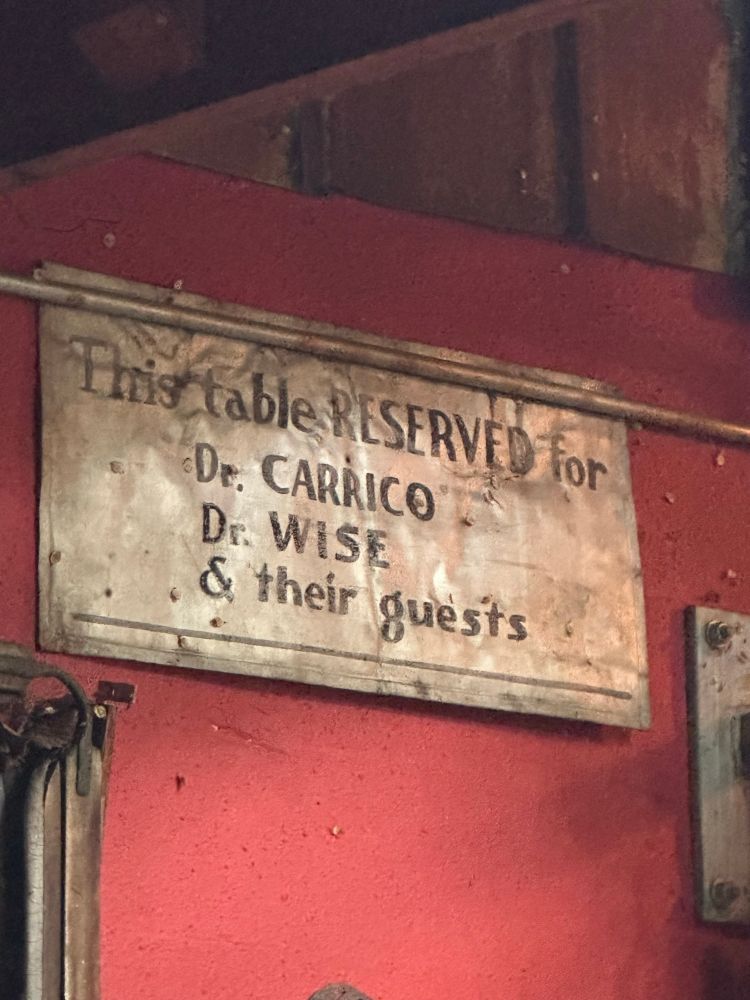 This table RESERVED for
Dr. CARRICO
Dr. WISE
& their guests